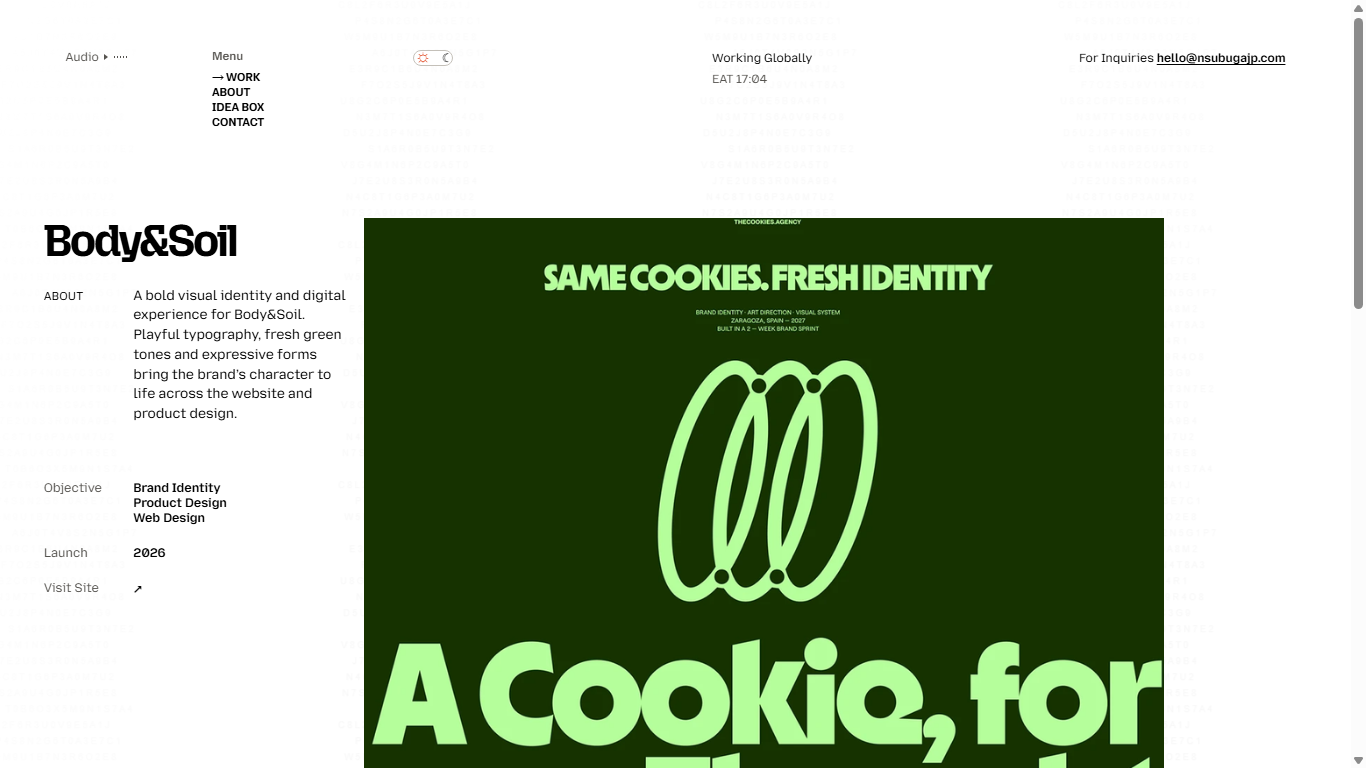 Audio
Menu
→ WORK
ABOUT
IDEA BOX
CONTACT
Working Globally
EAT 17:04
For Inquiries hello@nsubugajp.com
Body&Soil
ABOUT
A bold visual identity and digital
experience for Body&Soil.
Playful typography, fresh green
tones and expressive forms
bring the brand's character to
life across the website and
product design.
Objective
Brand Identity
Product Design
Web Design
Launch
2026
Visit Site
↗
THECOOKIES.AGENCY
SAME COOKIES. FRESH IDENTITY
BRAND IDENTITY · ART DIRECTION · VISUAL SYSTEM
ZARAGOZA, SPAIN — 2027
BUILT IN A 2 — WEEK BRAND SPRINT
A Cookie, for